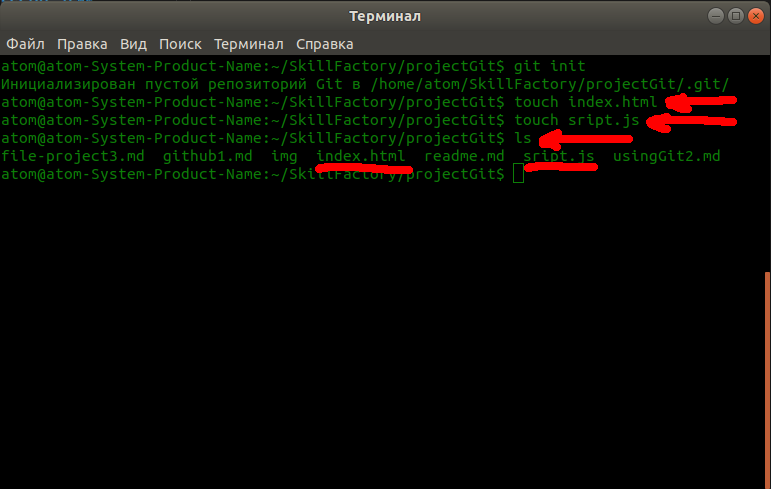 Терминал
Файл Правка Вид Поиск Терминал Справка
atom@atom-System-Product-Name:~/SkillFactory/projectGit$ git init
Инициализирован пустой репозиторий Git в /home/atom/SkillFactory/projectGit/.git/
atom@atom-System-Product-Name:~/SkillFactory/projectGit$ touch index.html
atom@atom-System-Product-Name:~/SkillFactory/projectGit$ touch sript.js
atom@atom-System-Product-Name:~/SkillFactory/projectGit$ ls
file-project3.md github1.md img index.html readme.md sript.js usingGit2.md
atom@atom-System-Product-Name:~/SkillFactory/projectGit$